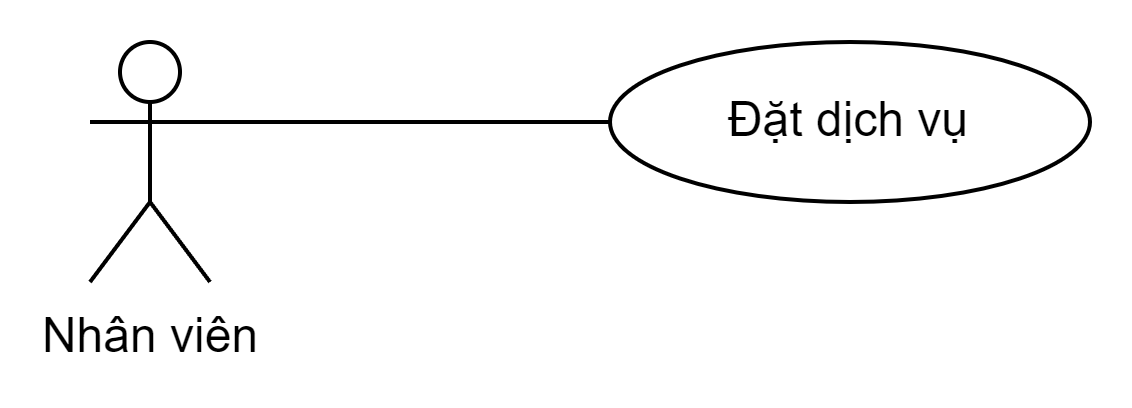 Đặt dịch vụ
Nhân viên